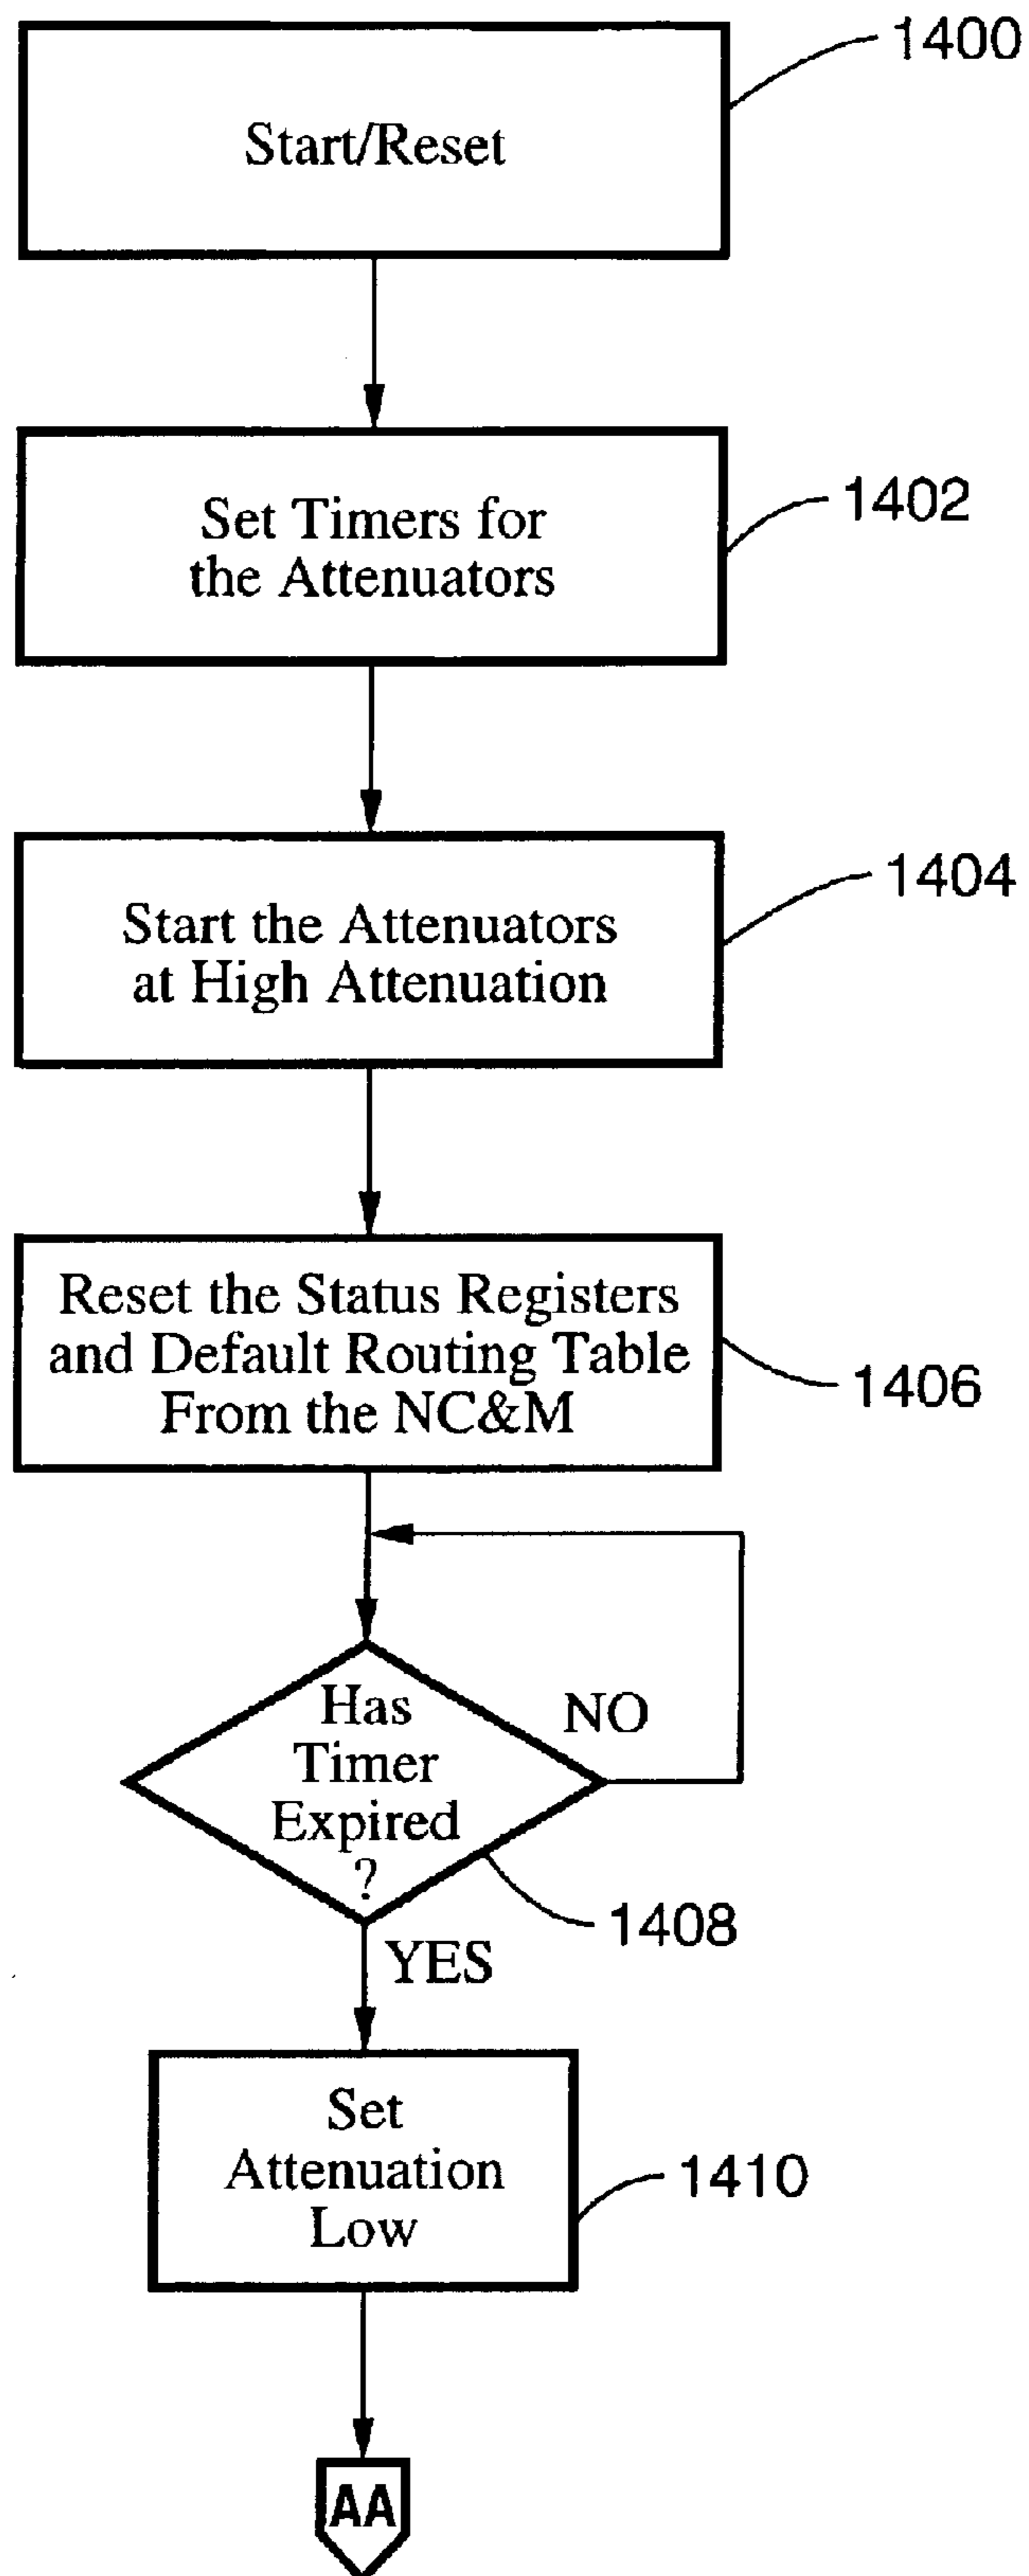 Start/Reset
1400
Set Timers for
the Attenuators
1402
Start the Attenuators
at High Attenuation
1404
Reset the Status Registers
and Default Routing Table
From the NC&M
1406
Has
Timer
Expired
?
NO
1408
YES
Set
Attenuation
Low
1410
AA